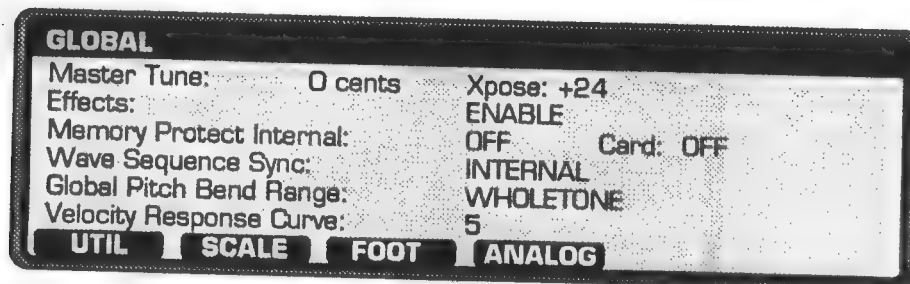 GLOBAL
Master Tune: 0 cents Xpose: +24
Effects: ENABLE
Memory Protect Internal: OFF Card: OFF
Wave Sequence Sync: INTERNAL
Global Pitch Bend Range: WHOLETONE
Velocity Response Curve: 5
UTIL SCALE FOOT ANALOG